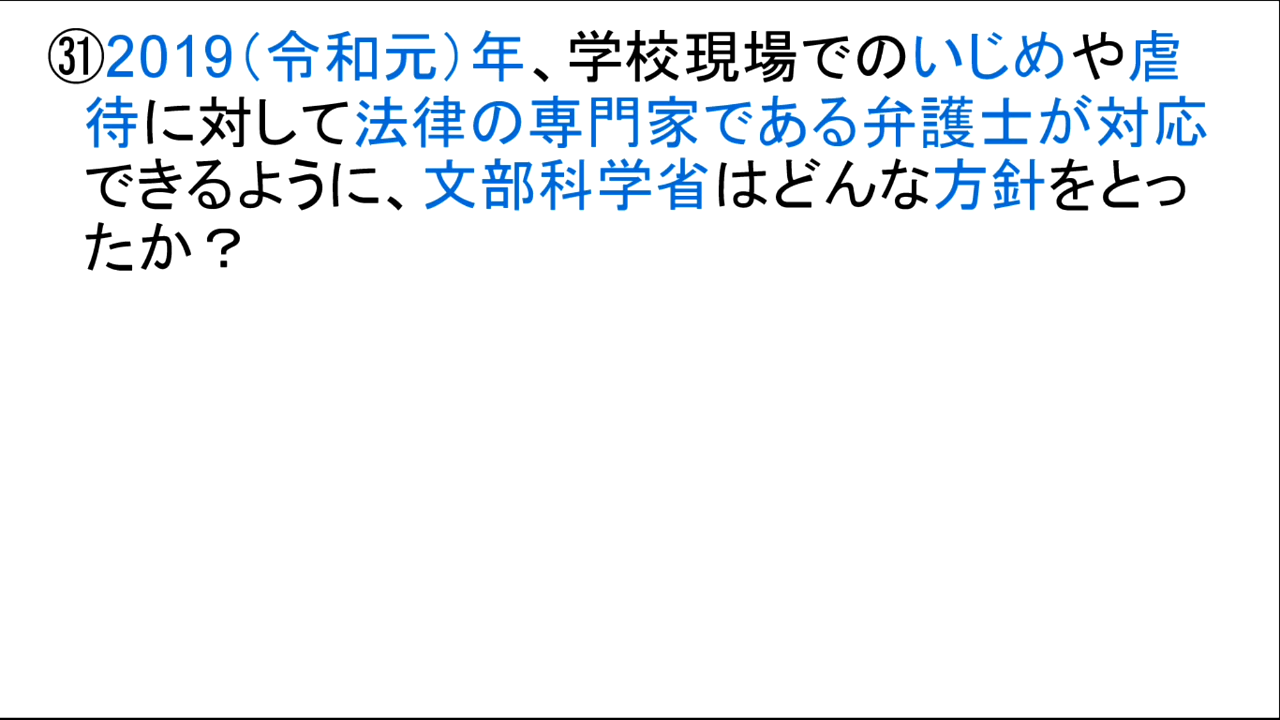 ㉛2019(令和元)年、学校現場でのいじめや虐
待に対して法律の専門家である弁護士が対応
できるように、文部科学省はどんな方針をとっ
たか？